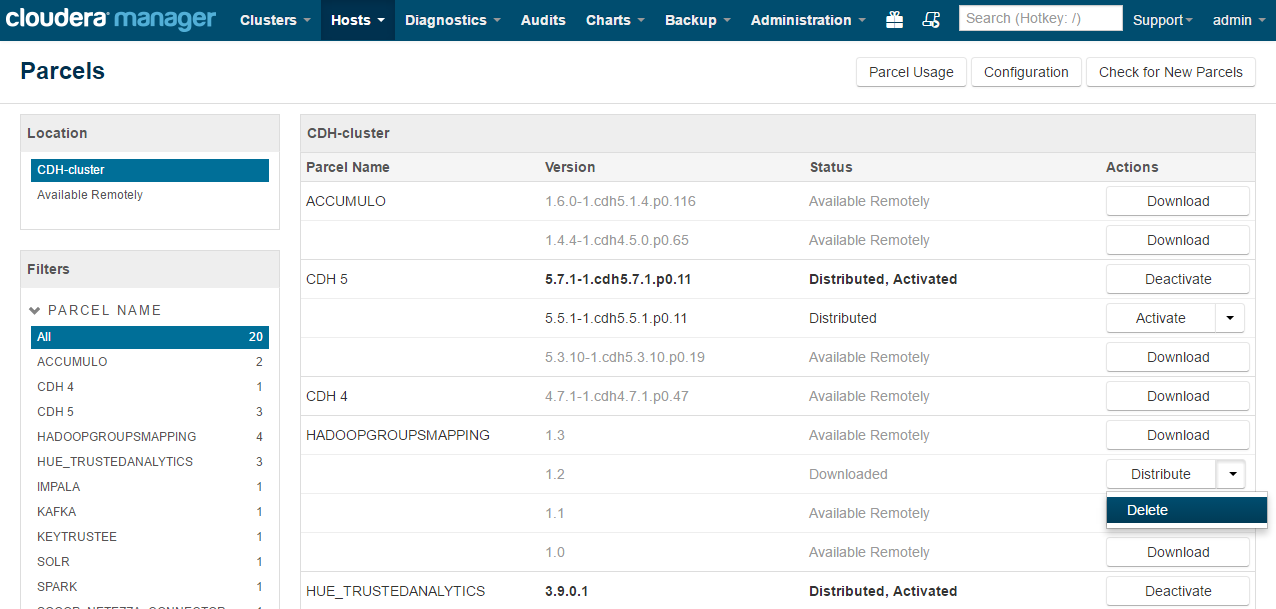 cloudera manager Clusters Hosts Diagnostics Audits Charts Backup Administration Search (Hotkey: /) Support admin
Parcels Parcel Usage Configuration Check for New Parcels
Location
CDH-cluster
Available Remotely
Filters
PARCEL NAME
All 20
ACCUMULO 2
CDH 4 1
CDH 5 3
HADOOPGROUPSMAPPING 4
HUE_TRUSTEDANALYTICS 3
IMPALA 1
KAFKA 1
KEYTRUSTEE 1
SOLR 1
SPARK 1
CDH-cluster
Parcel Name Version Status Actions
ACCUMULO 1.6.0-1.cdh5.1.4.p0.116 Available Remotely Download
1.4.4-1.cdh4.5.0.p0.65 Available Remotely Download
CDH 5 5.7.1-1.cdh5.7.1.p0.11 Distributed, Activated Deactivate
5.5.1-1.cdh5.5.1.p0.11 Distributed Activate
5.3.10-1.cdh5.3.10.p0.19 Available Remotely Download
CDH 4 4.7.1-1.cdh4.7.1.p0.47 Available Remotely Download
HADOOPGROUPSMAPPING 1.3 Available Remotely Download
1.2 Downloaded Distribute
Delete
1.1 Available Remotely
1.0 Available Remotely Download
HUE_TRUSTEDANALYTICS 3.9.0.1 Distributed, Activated Deactivate